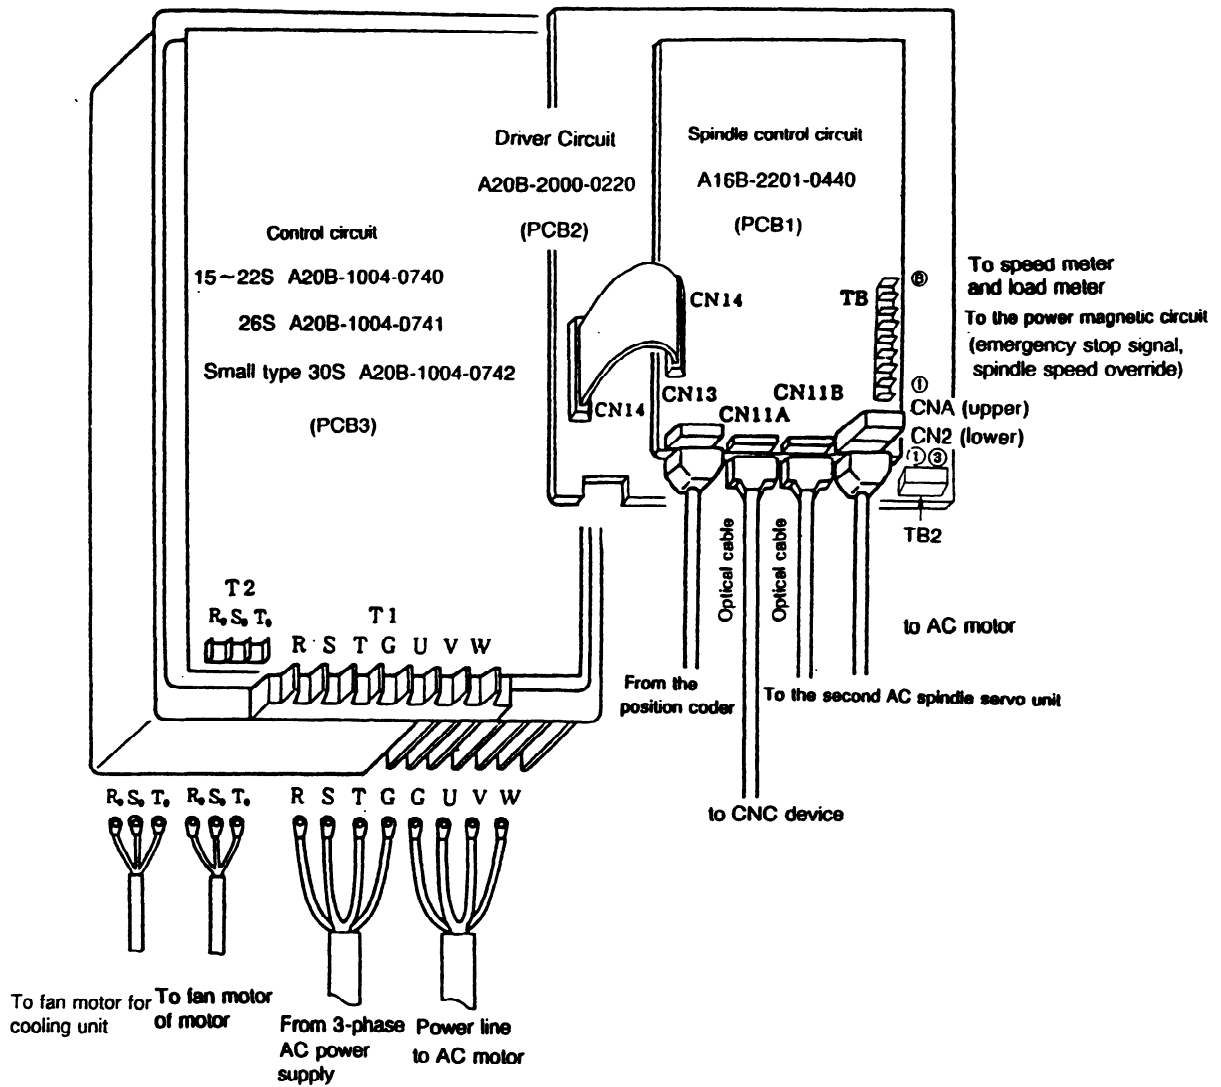 Driver Circuit
A20B-2000-0220
(PCB2)
Spindle control circuit
A16B-2201-0440
(PCB1)
Control circuit
15~22S A20B-1004-0740
26S A20B-1004-0741
Small type 30S A20B-1004-0742
(PCB3)
CN14
CN14
TB
⑧
①
To speed meter
and load meter
To the power magnetic circuit
(emergency stop signal,
spindle speed override)
CN13
CN11A
CN11B
CNA (upper)
CN2 (lower)
① ③
TB2
Optical cable
Optical cable
to AC motor
From the
position coder
To the second AC spindle servo unit
to CNC device
T2
R₀ S₀ T₀
T1
R S T G U V W
R₀ S₀ T₀ R₀ S₀ T₀ R S T G G U V W
To fan motor for
cooling unit
To fan motor
of motor
From 3-phase
AC power
supply
Power line
to AC motor